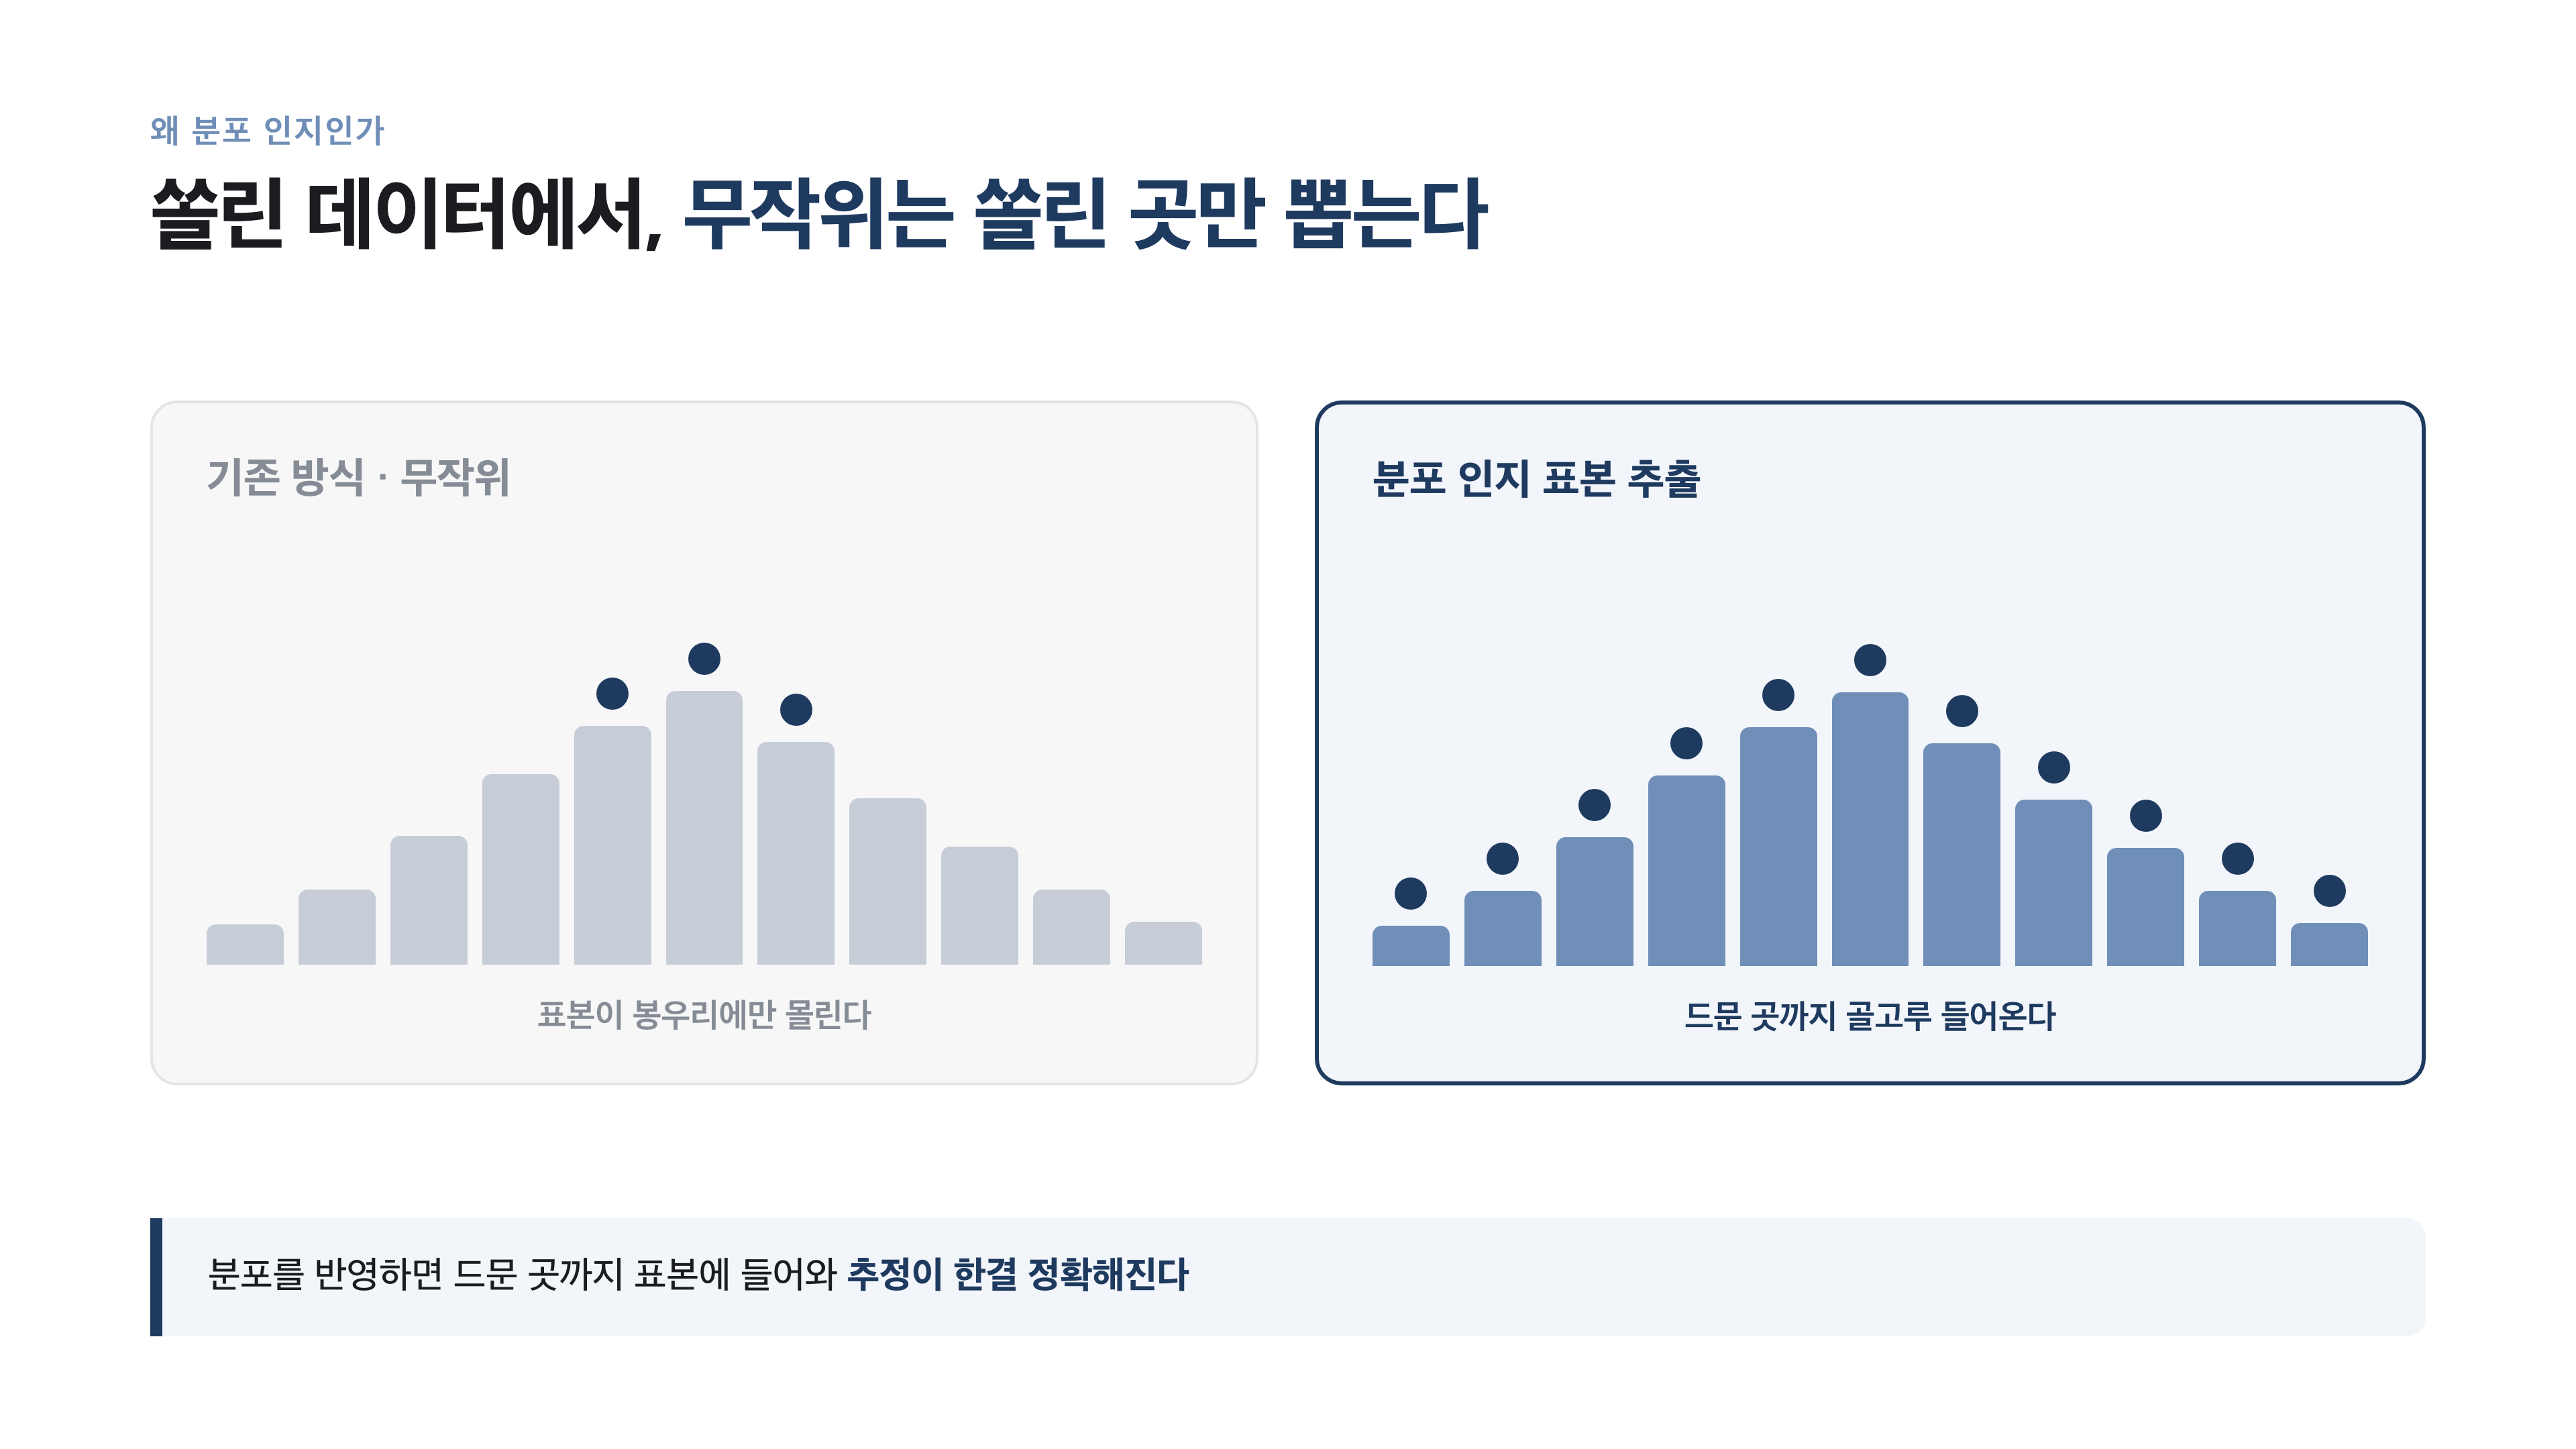 왜 분포 인지인가
쏠린 데이터에서, 무작위는 쏠린 곳만 뽑는다
기존 방식 · 무작위
표본이 봉우리에만 몰린다
분포 인지 표본 추출
드문 곳까지 골고루 들어온다
분포를 반영하면 드문 곳까지 표본에 들어와 추정이 한결 정확해진다